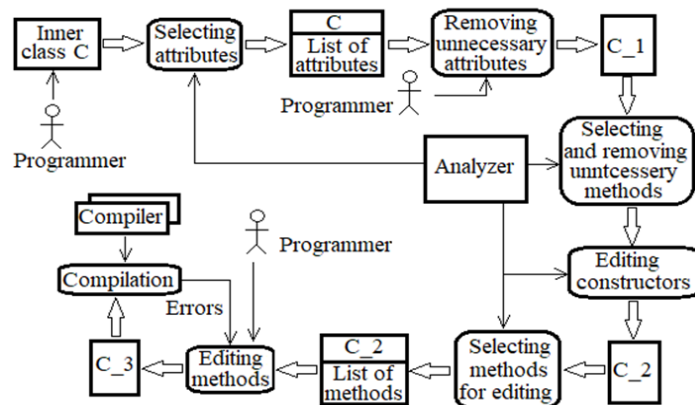 Inner
class C
Selecting
attributes
C
List of
attributes
Removing
unnecessary
attributes
C_1
Programmer
Programmer
Analyzer
Selecting
and removing
unntcessery
methods
Compiler
Programmer
Compilation
Errors
Editing
constructors
C_3
Editing
methods
C_2
List of
methods
Selecting
methods
for editing
C_2